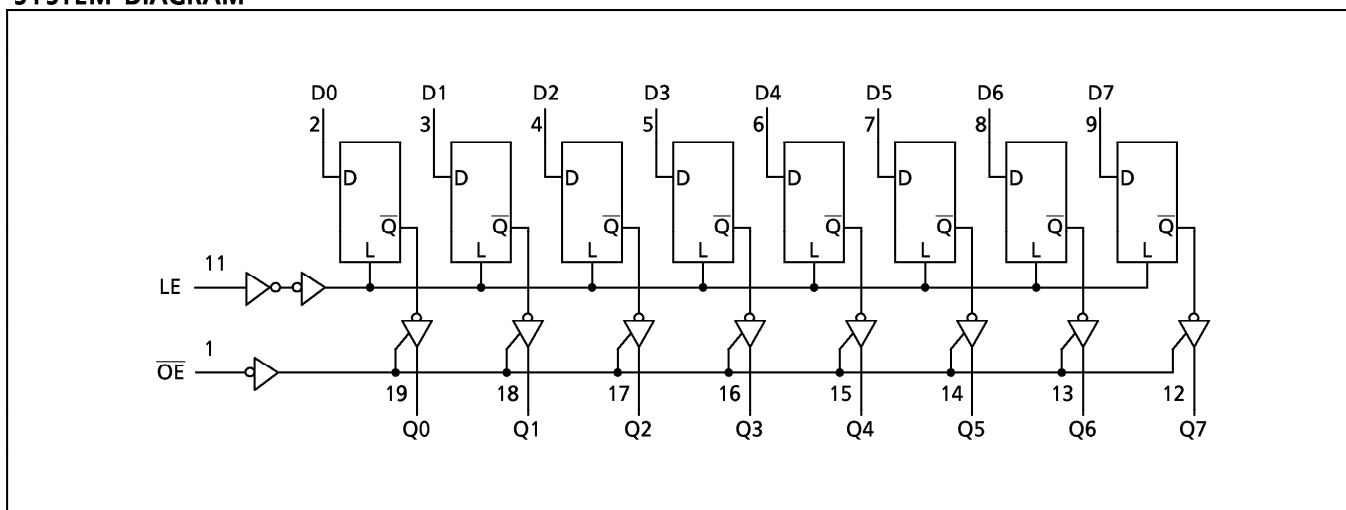 SYSTEM DIAGRAM
D0 D1 D2 D3 D4 D5 D6 D7
2 3 4 5 6 7 8 9
D D D D D D D D
Q̅ Q̅ Q̅ Q̅ Q̅ Q̅ Q̅ Q̅
L L L L L L L L
11
LE
1
O̅E̅
19 18 17 16 15 14 13 12
Q0 Q1 Q2 Q3 Q4 Q5 Q6 Q7